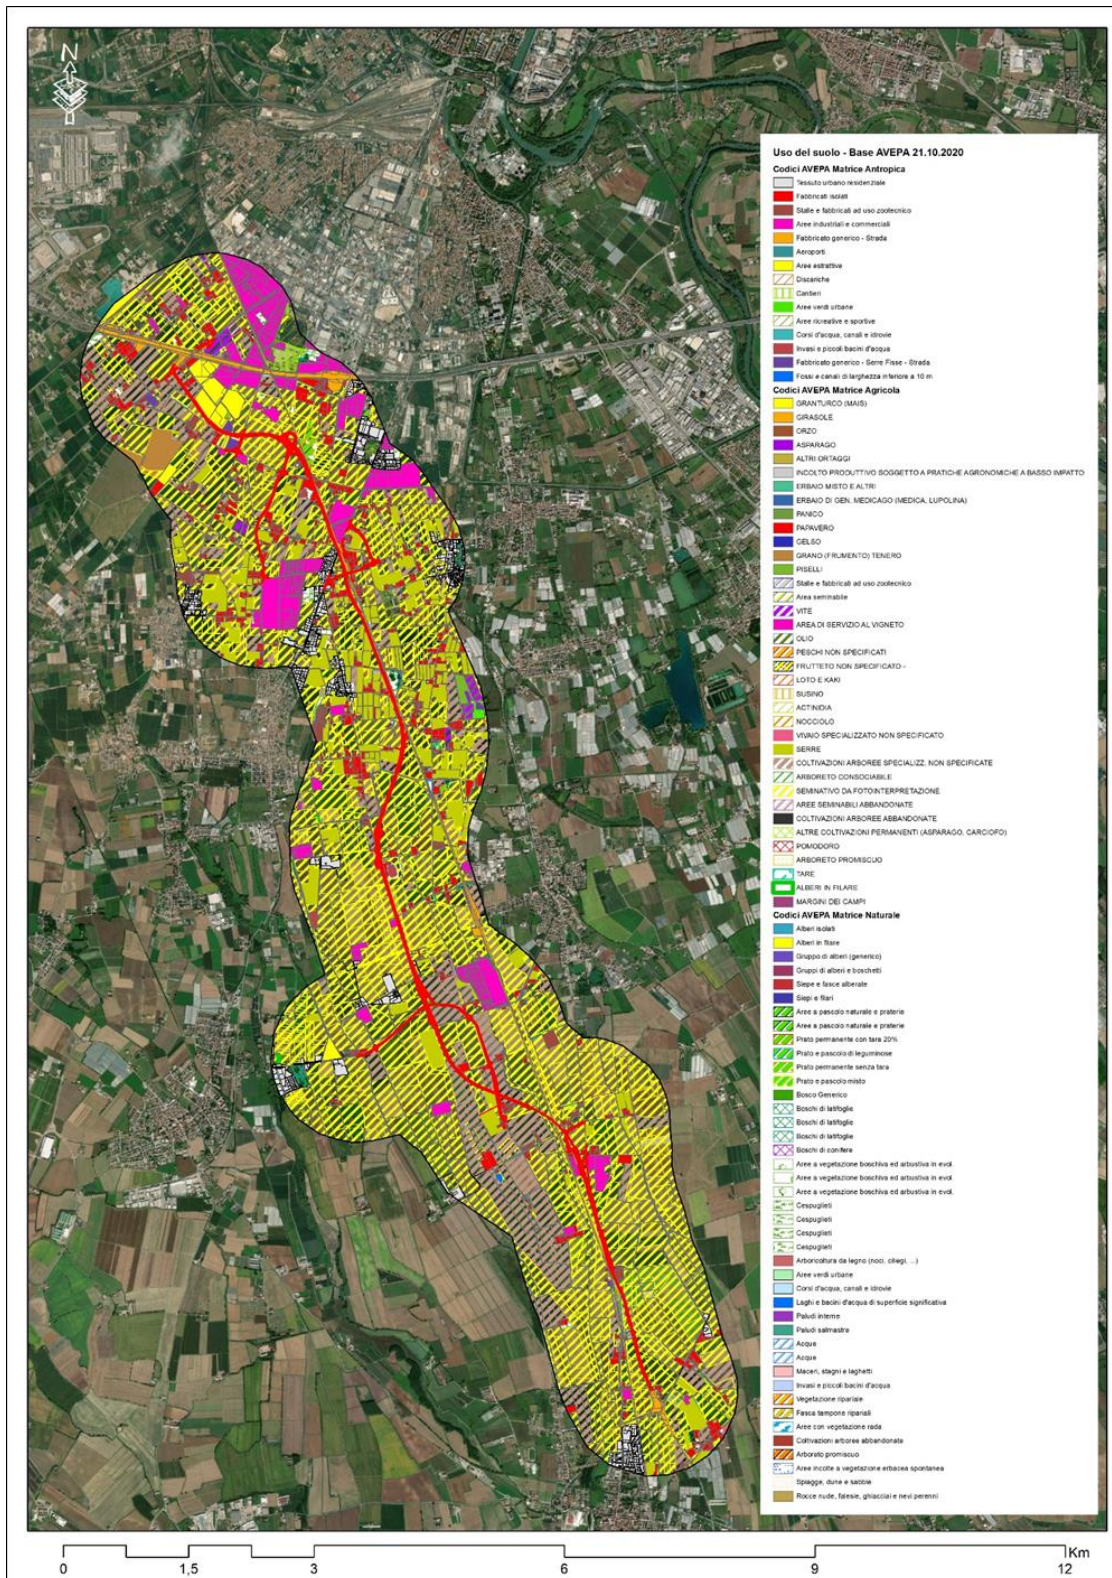 N
Uso del suolo - Base AVEPA 21.10.2020
Codici AVEPA Matrice Antropica
Tessuto urbano residenziale
Fabbricati isolati
Stalle e fabbricati ad uso zootecnico
Aree industriali e commerciali
Fabbricato generico - Strada
Aeroporti
Aree estrattive
Discariche
Cantieri
Aree verdi urbane
Aree ricreative e sportive
Corsi d'acqua, canali e idrovie
Invasi e piccoli bacini d'acqua
Fabbricato generico - Serre Fisse - Strada
Fossi e canali di larghezza inferiore a 10 m
Codici AVEPA Matrice Agricola
GRANTURCO (MAIS)
GIRASOLE
ORZO
ASPARAGO
ALTRI ORTAGGI
INCOLTO PRODUTTIVO SOGGETTO A PRATICHE AGRONOMICHE A BASSO IMPATTO
ERBAIO MISTO E ALTRI
ERBAIO DI GEN. MEDICAGO (MEDICA, LUPOLINA)
PANICO
PAPAVERO
GELSO
GRANO (FRUMENTO) TENERO
PISELLI
Stalle e fabbricati ad uso zootecnico
Area seminabile
VITE
AREA DI SERVIZIO AL VIGNETO
OLIO
PESCHI NON SPECIFICATI
FRUTTETO NON SPECIFICATO -
LOTO E KAKI
SUSINO
ACTINIDIA
NOCCIOLO
VIVAIO SPECIALIZZATO NON SPECIFICATO
SERRE
COLTIVAZIONI ARBOREE SPECIALIZZ. NON SPECIFICATE
ARBORETO CONSOCIABILE
SEMINATIVO DA FOTOINTERPRETAZIONE
AREE SEMINABILI ABBANDONATE
COLTIVAZIONI ARBOREE ABBANDONATE
ALTRE COLTIVAZIONI PERMANENTI (ASPARAGO, CARCIOFO)
POMODORO
ARBORETO PROMISCUO
TARE
ALBERI IN FILARE
MARGINI DEI CAMPI
Codici AVEPA Matrice Naturale
Alberi isolati
Alberi in filare
Gruppo di alberi (generico)
Gruppi di alberi e boschetti
Siepe e fasce alberate
Siepi e filari
Aree a pascolo naturale e praterie
Aree a pascolo naturale e praterie
Prato permanente con tara 20%
Prato e pascolo di leguminose
Prato permanente senza tara
Prato e pascolo misto
Bosco Generico
Boschi di latifoglie
Boschi di latifoglie
Boschi di latifoglie
Boschi di conifere
Aree a vegetazione boschiva ed arbustiva in evol.
Aree a vegetazione boschiva ed arbustiva in evol.
Aree a vegetazione boschiva ed arbustiva in evol.
Cespuglieti
Cespuglieti
Cespuglieti
Cespuglieti
Arboricoltura da legno (noci, ciliegi, ...)
Aree verdi urbane
Corsi d'acqua, canali e idrovie
Laghi e bacini d'acqua di superficie significativa
Paludi interne
Paludi salmastre
Acque
Acque
Maceri, stagni e laghetti
Invasi e piccoli bacini d'acqua
Vegetazione ripariale
Fasca tampone ripariali
Aree con vegetazione rada
Coltivazioni arboree abbandonate
Arboreto promiscuo
Aree incolte a vegetazione erbacea spontanea
Spiagge, dune e sabbie
Rocce nude, falesie, ghiacciai e nevi perenni
Km
0 1,5 3 6 9 12